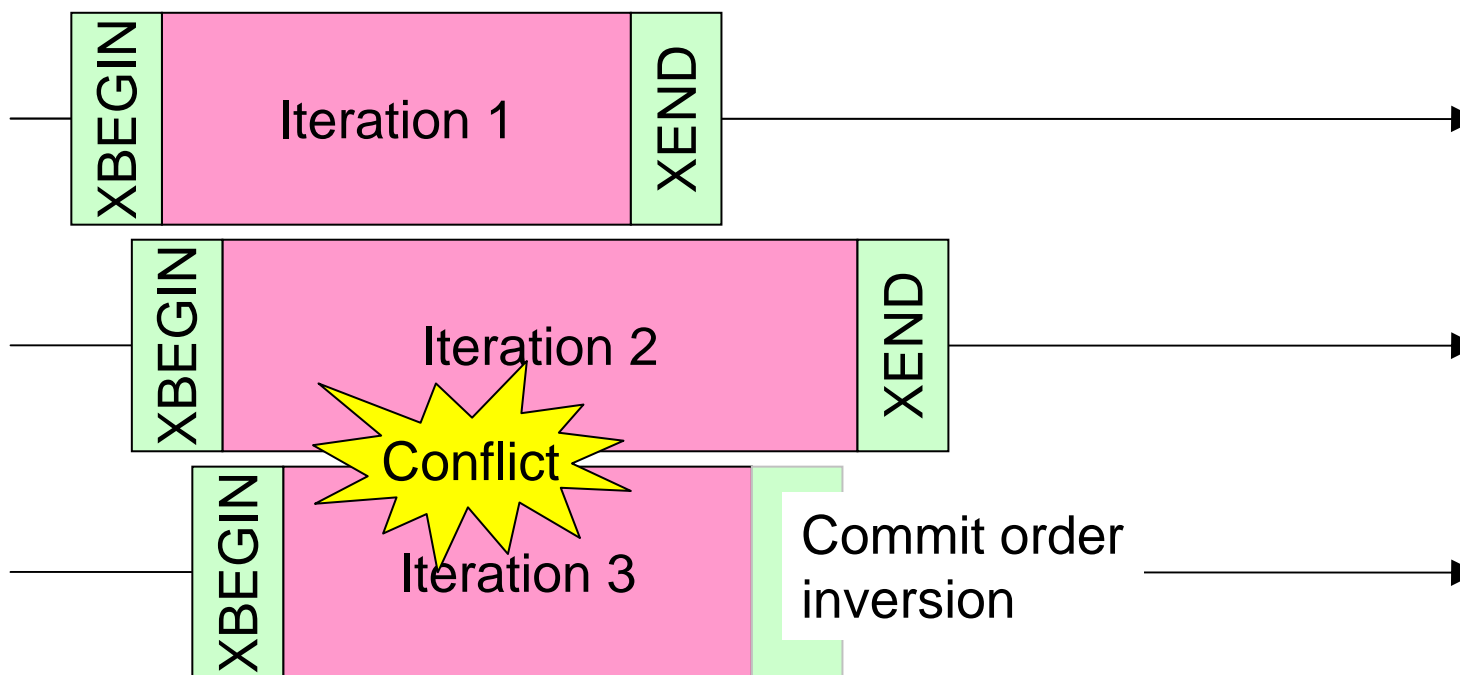 XBEGIN
Iteration 1
XEND
XBEGIN
Iteration 2
XEND
Conflict
XBEGIN
Iteration 3
Commit order
inversion